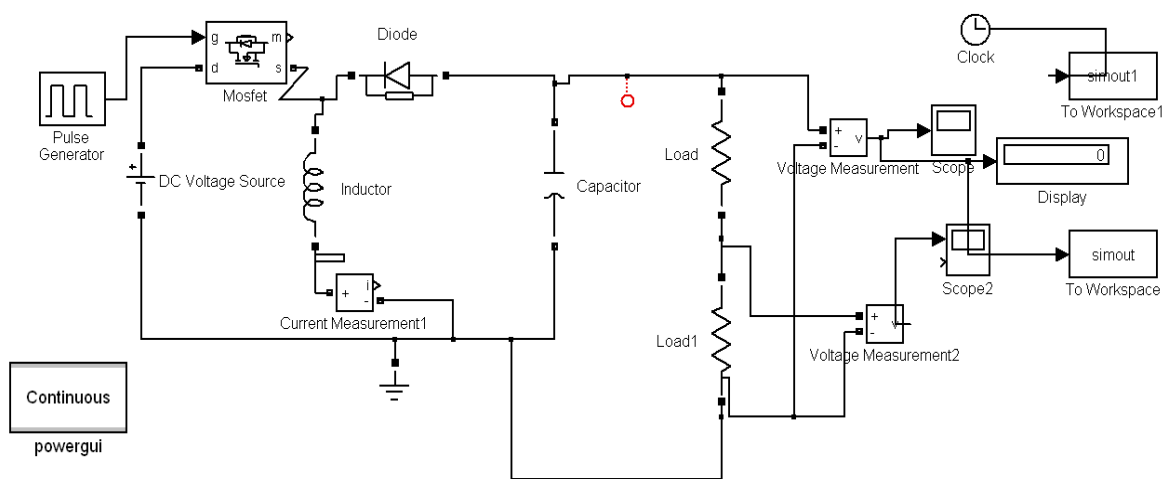 g
m
d
s
Mosfet
Diode
Clock
simout1
To Workspace1
Pulse
Generator
+
DC Voltage Source
Inductor
Capacitor
Load
+
-
v
Voltage Measurement
Scope
0
Display
simout
To Workspace
Scope2
+
-
i
Current Measurement1
Load1
+
-
v
Voltage Measurement2
Continuous
powergui